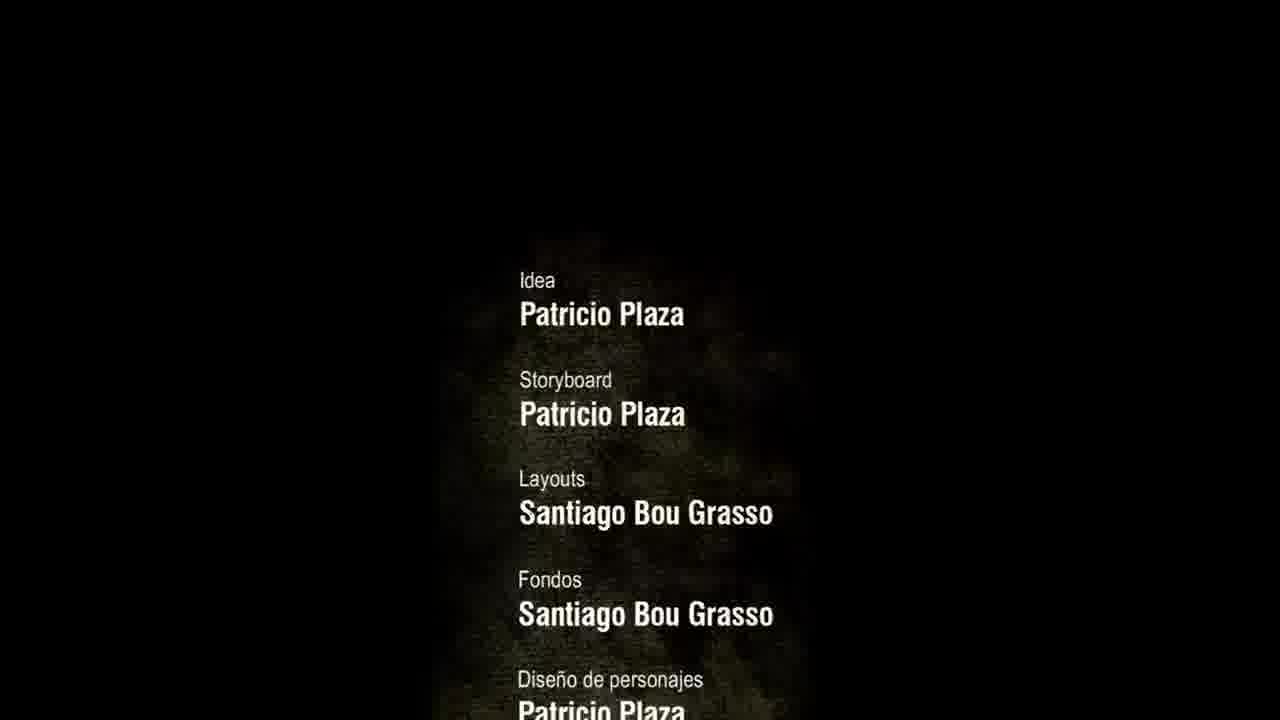 Idea
Patricio Plaza
Storyboard
Patricio Plaza
Layouts
Santiago Bou Grasso
Fondos
Santiago Bou Grasso
Diseño de personajes
Patricio Plaza